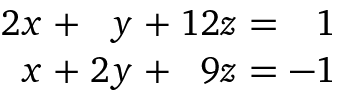 2x + y + 12z = 1
x + 2y + 9z = −1